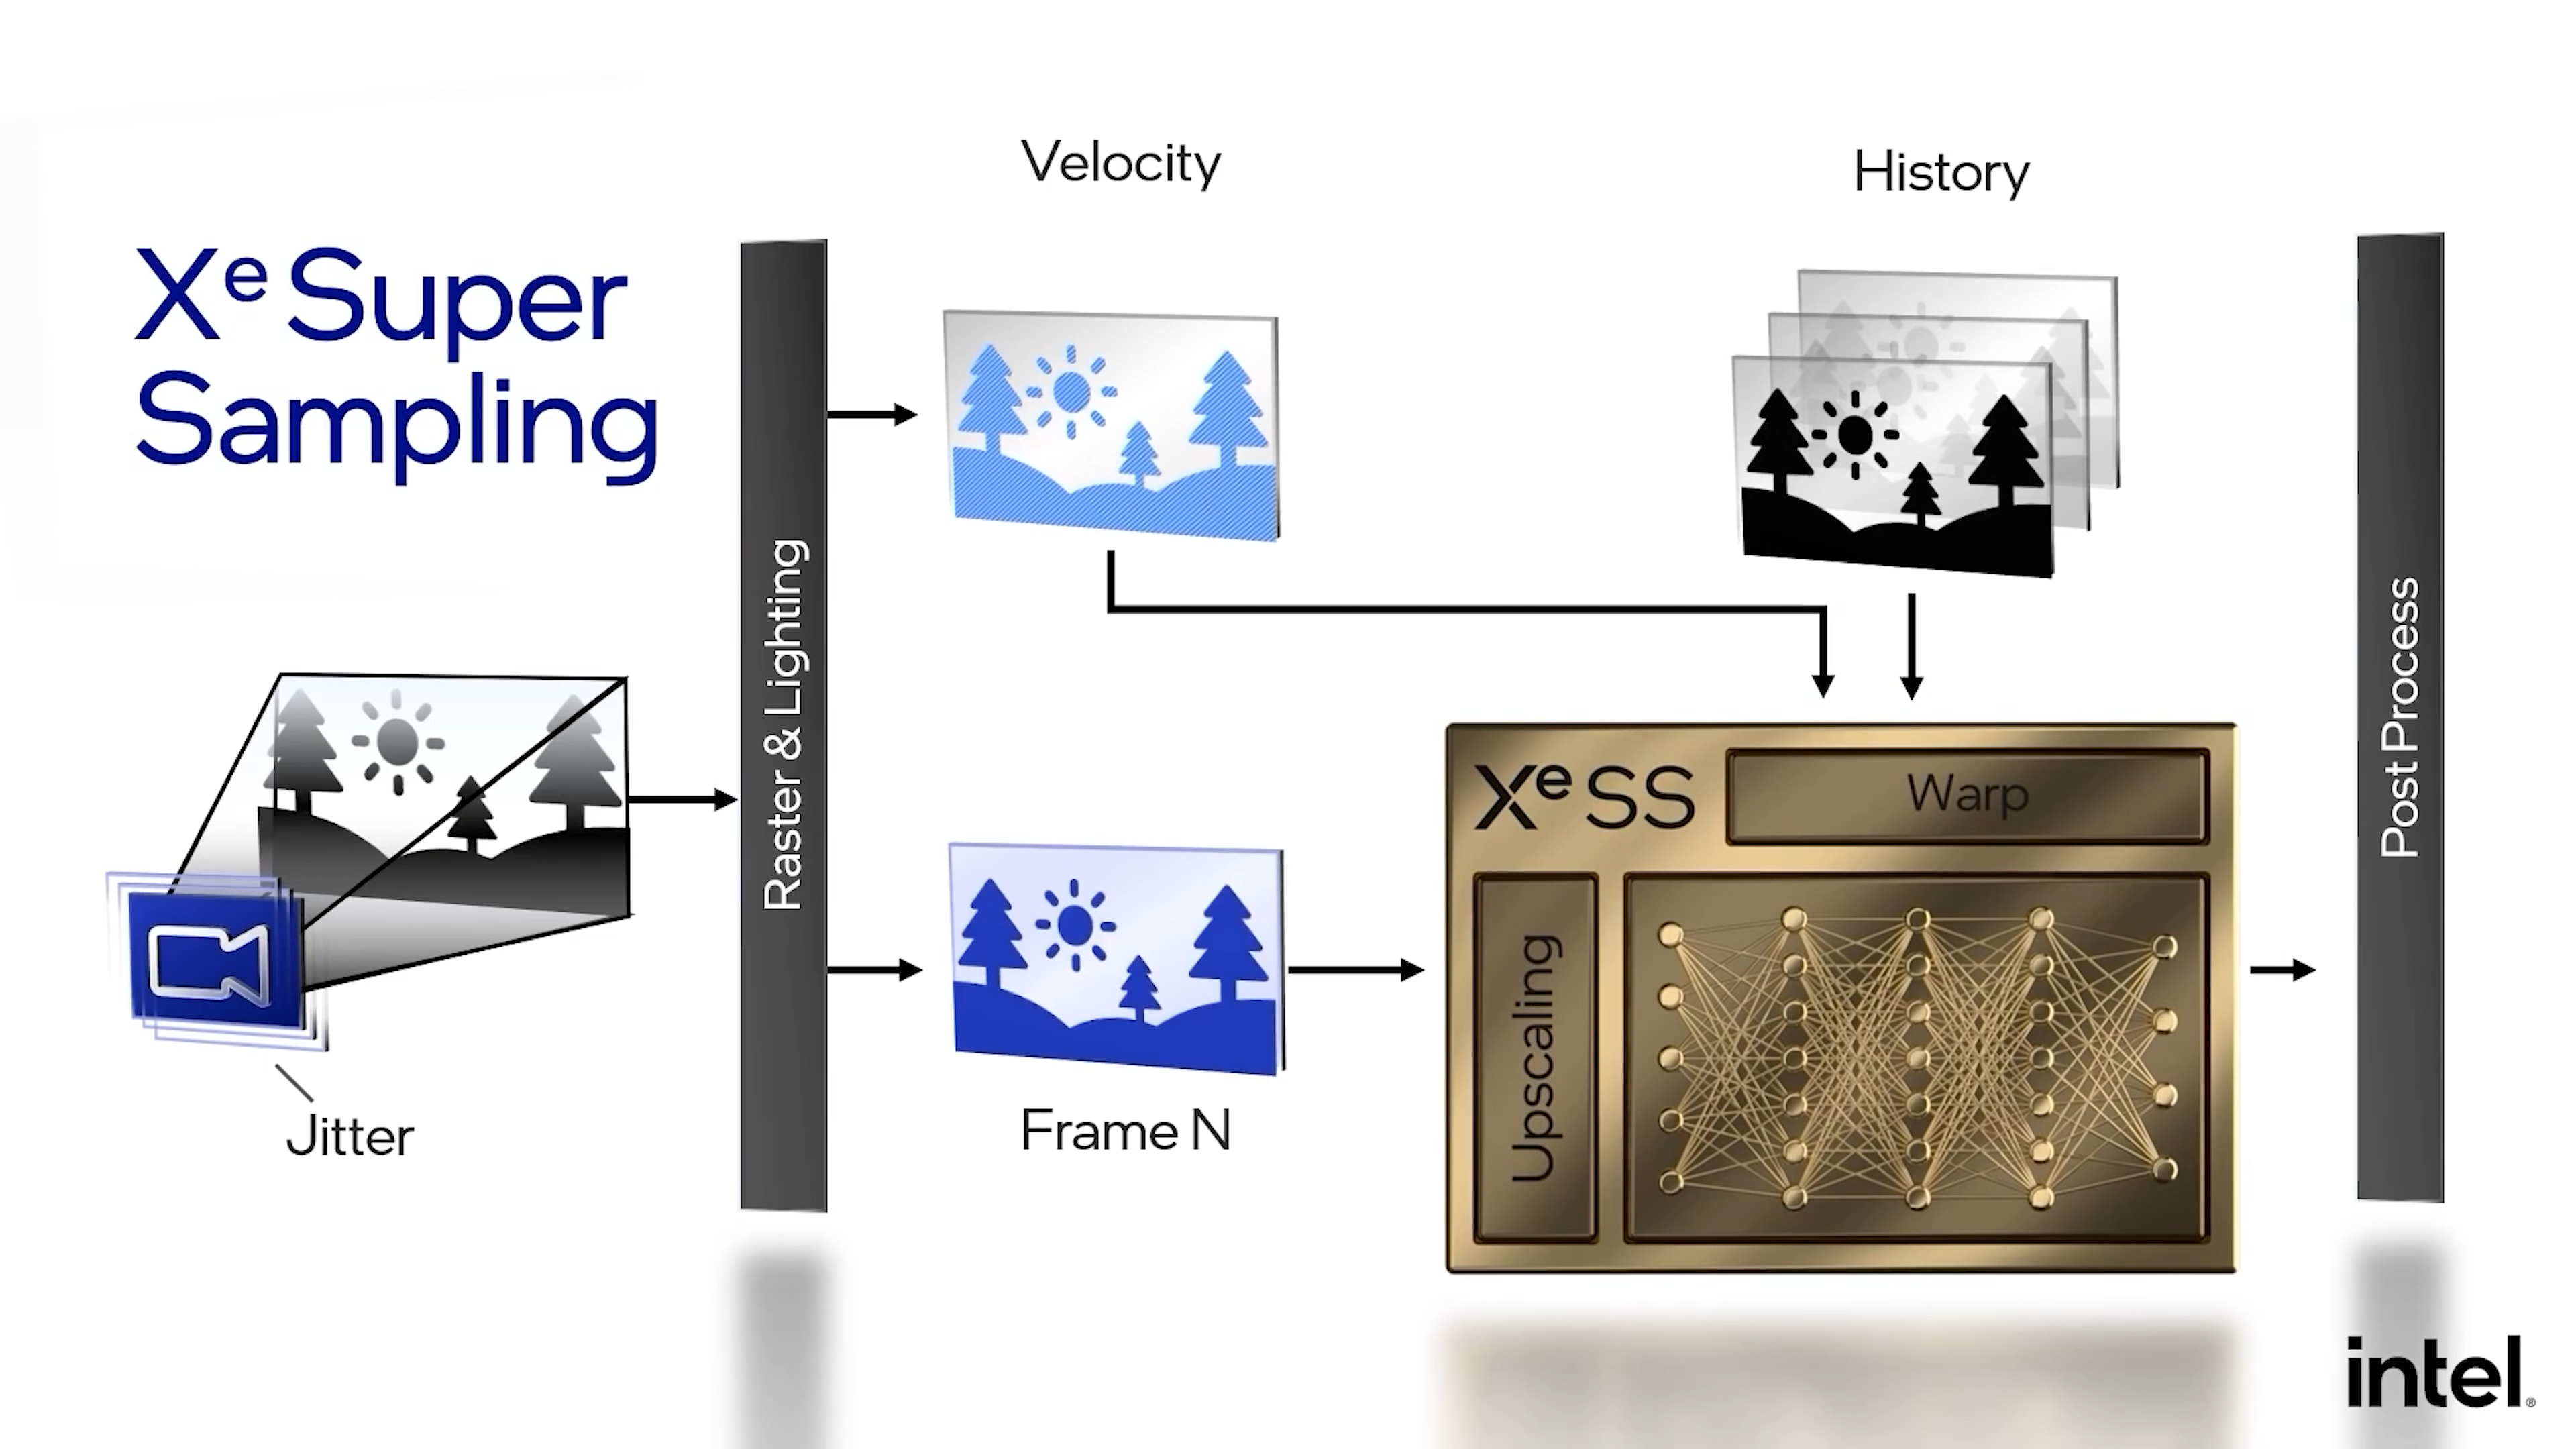 Xe Super
Sampling
Velocity
History
Raster & Lighting
Jitter
Frame N
Xe SS
Warp
Upscaling
Post Process
intel®